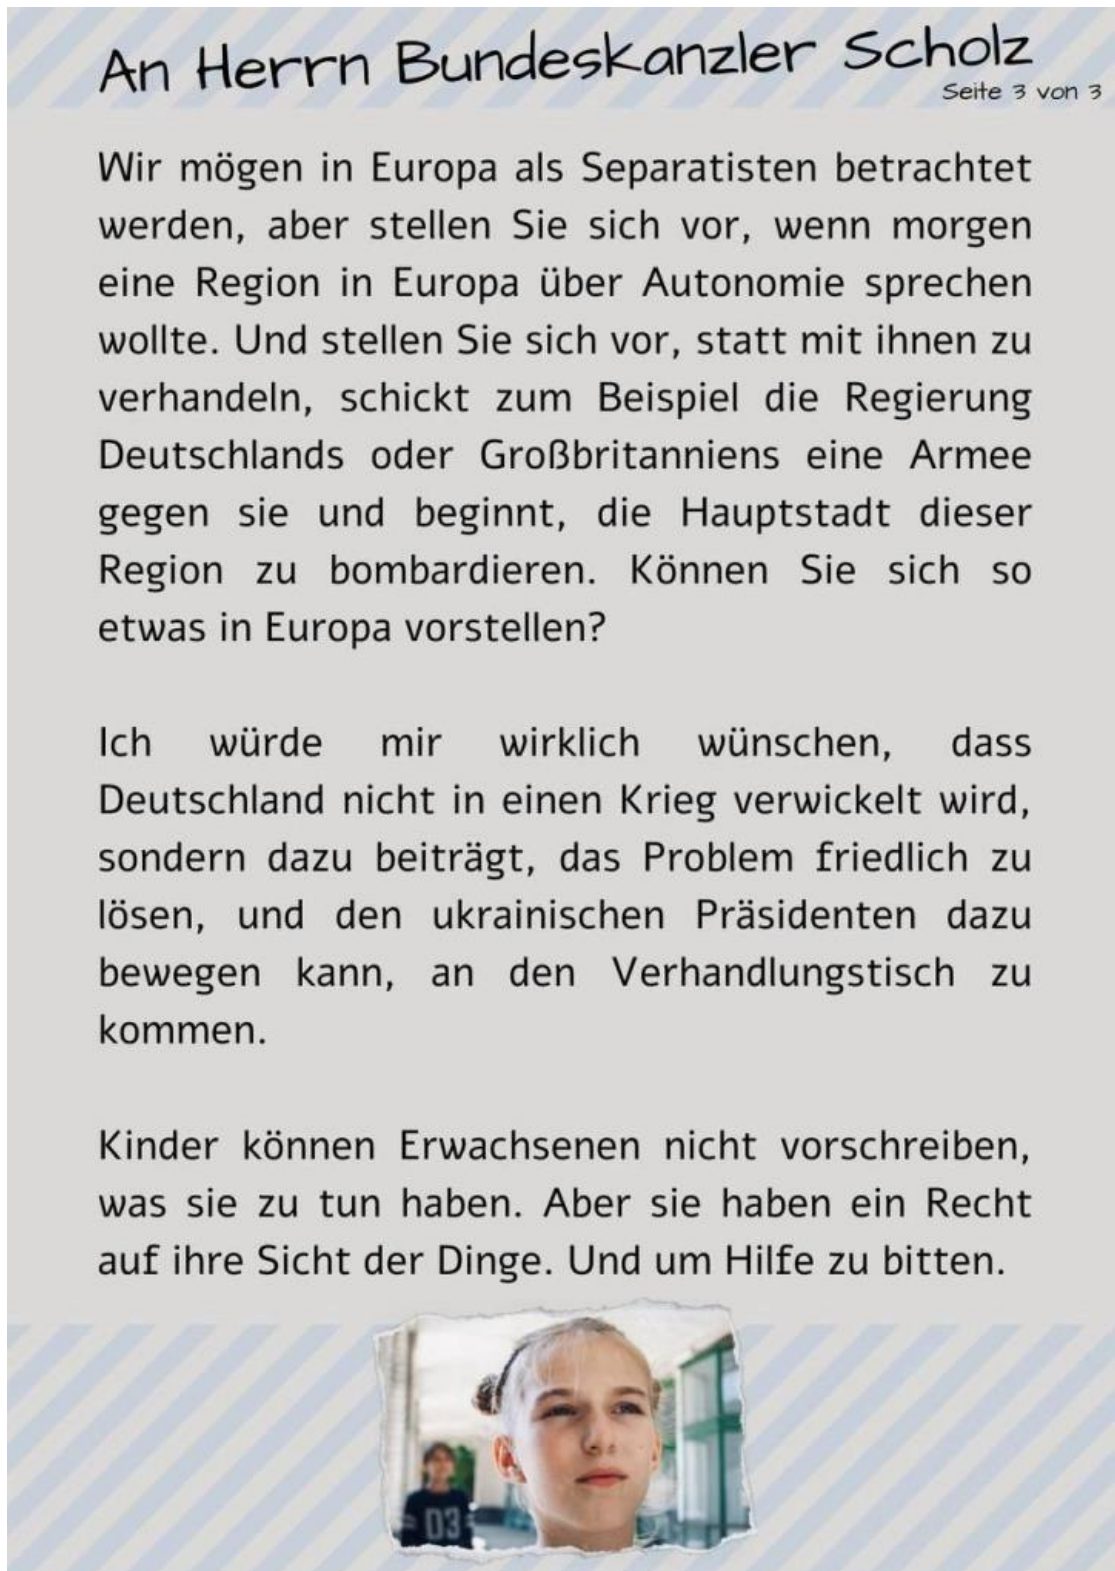 An Herrn Bundeskanzler Scholz
Seite 3 von 3
Wir mögen in Europa als Separatisten betrachtet
werden, aber stellen Sie sich vor, wenn morgen
eine Region in Europa über Autonomie sprechen
wollte. Und stellen Sie sich vor, statt mit ihnen zu
verhandeln, schickt zum Beispiel die Regierung
Deutschlands oder Großbritanniens eine Armee
gegen sie und beginnt, die Hauptstadt dieser
Region zu bombardieren. Können Sie sich so
etwas in Europa vorstellen?
Ich würde mir wirklich wünschen, dass
Deutschland nicht in einen Krieg verwickelt wird,
sondern dazu beiträgt, das Problem friedlich zu
lösen, und den ukrainischen Präsidenten dazu
bewegen kann, an den Verhandlungstisch zu
kommen.
Kinder können Erwachsenen nicht vorschreiben,
was sie zu tun haben. Aber sie haben ein Recht
auf ihre Sicht der Dinge. Und um Hilfe zu bitten.
03